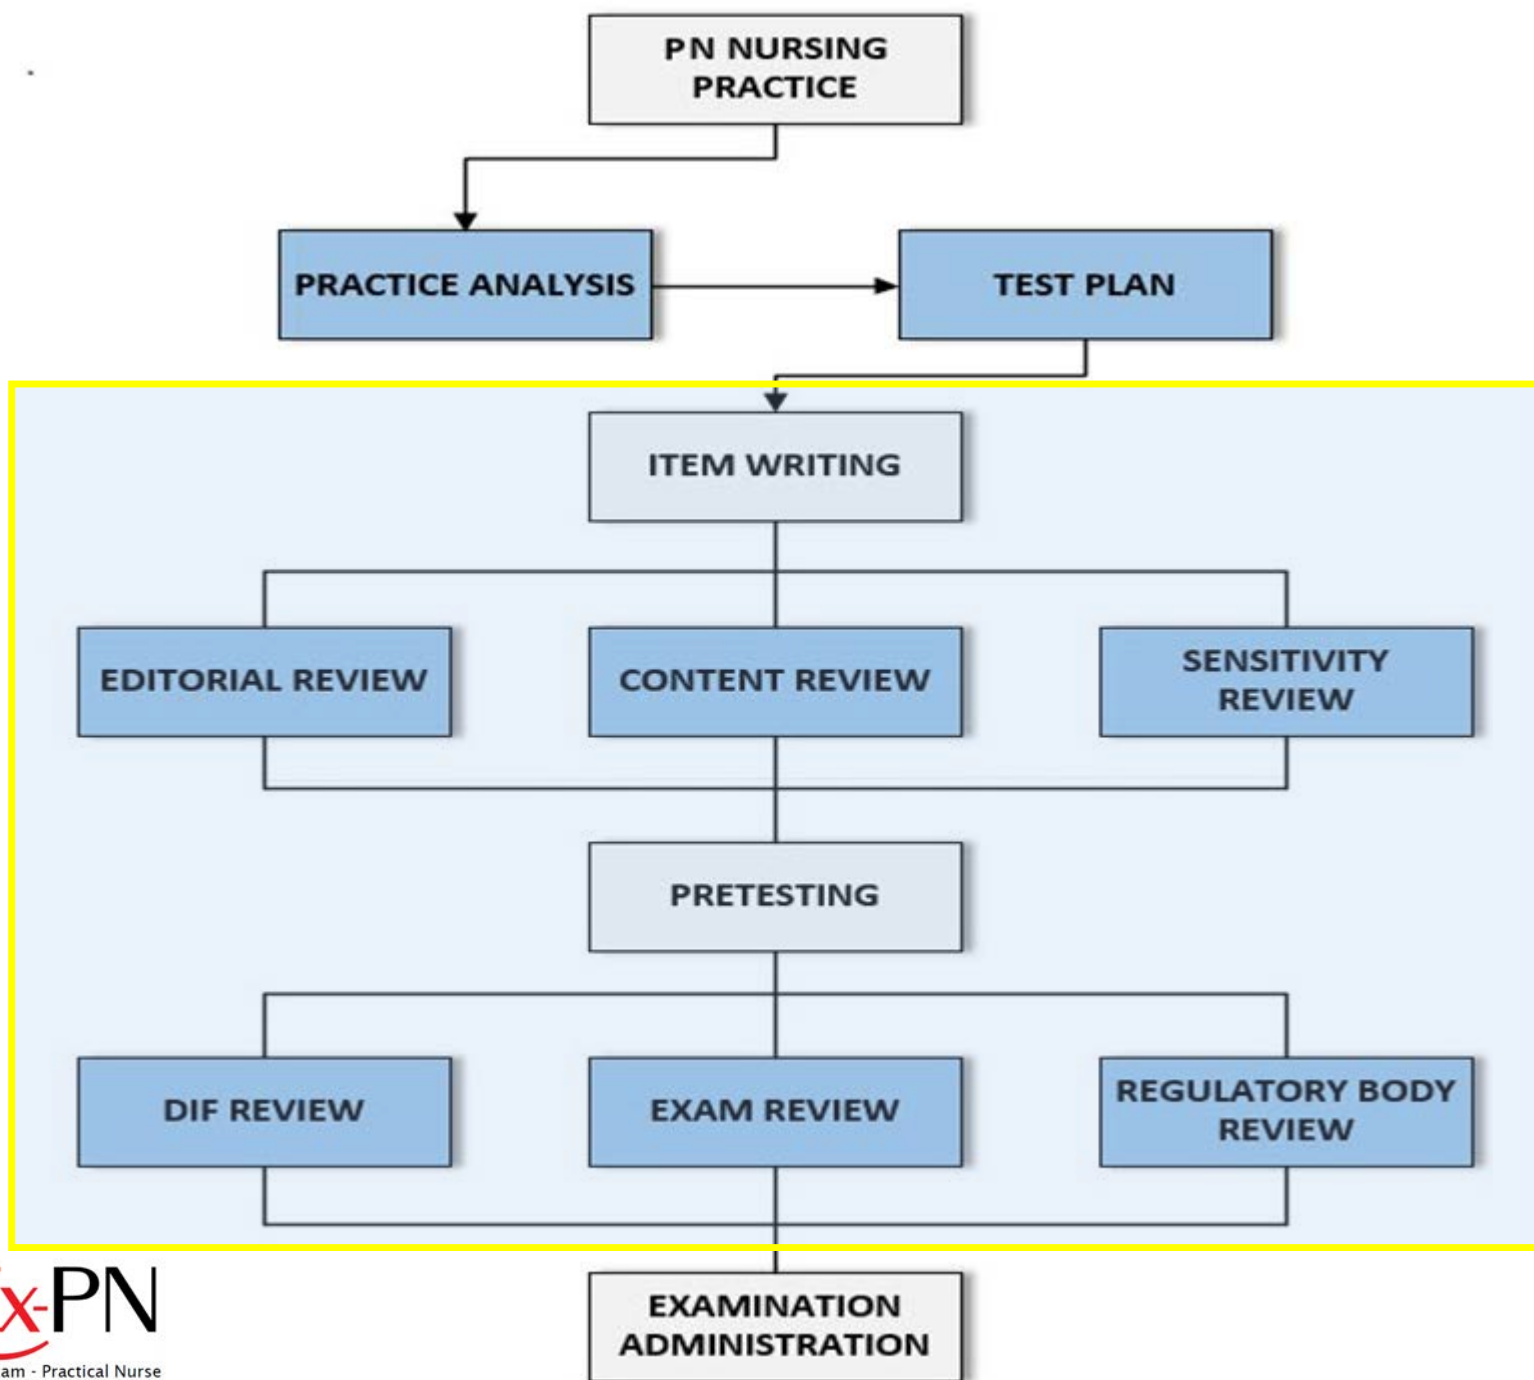 PN NURSING
PRACTICE
PRACTICE ANALYSIS
TEST PLAN
ITEM WRITING
EDITORIAL REVIEW
CONTENT REVIEW
SENSITIVITY
REVIEW
PRETESTING
DIF REVIEW
EXAM REVIEW
REGULATORY BODY
REVIEW
x-PN
am - Practical Nurse
EXAMINATION
ADMINISTRATION